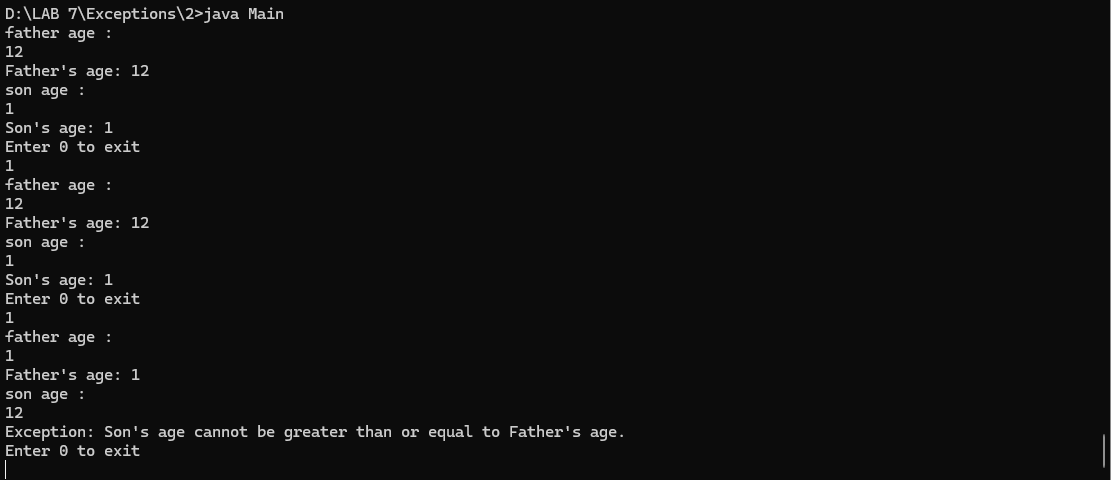 D:\LAB 7\Exceptions\2>java Main
father age :
12
Father's age: 12
son age :
1
Son's age: 1
Enter 0 to exit
1
father age :
12
Father's age: 12
son age :
1
Son's age: 1
Enter 0 to exit
1
father age :
1
Father's age: 1
son age :
12
Exception: Son's age cannot be greater than or equal to Father's age.
Enter 0 to exit